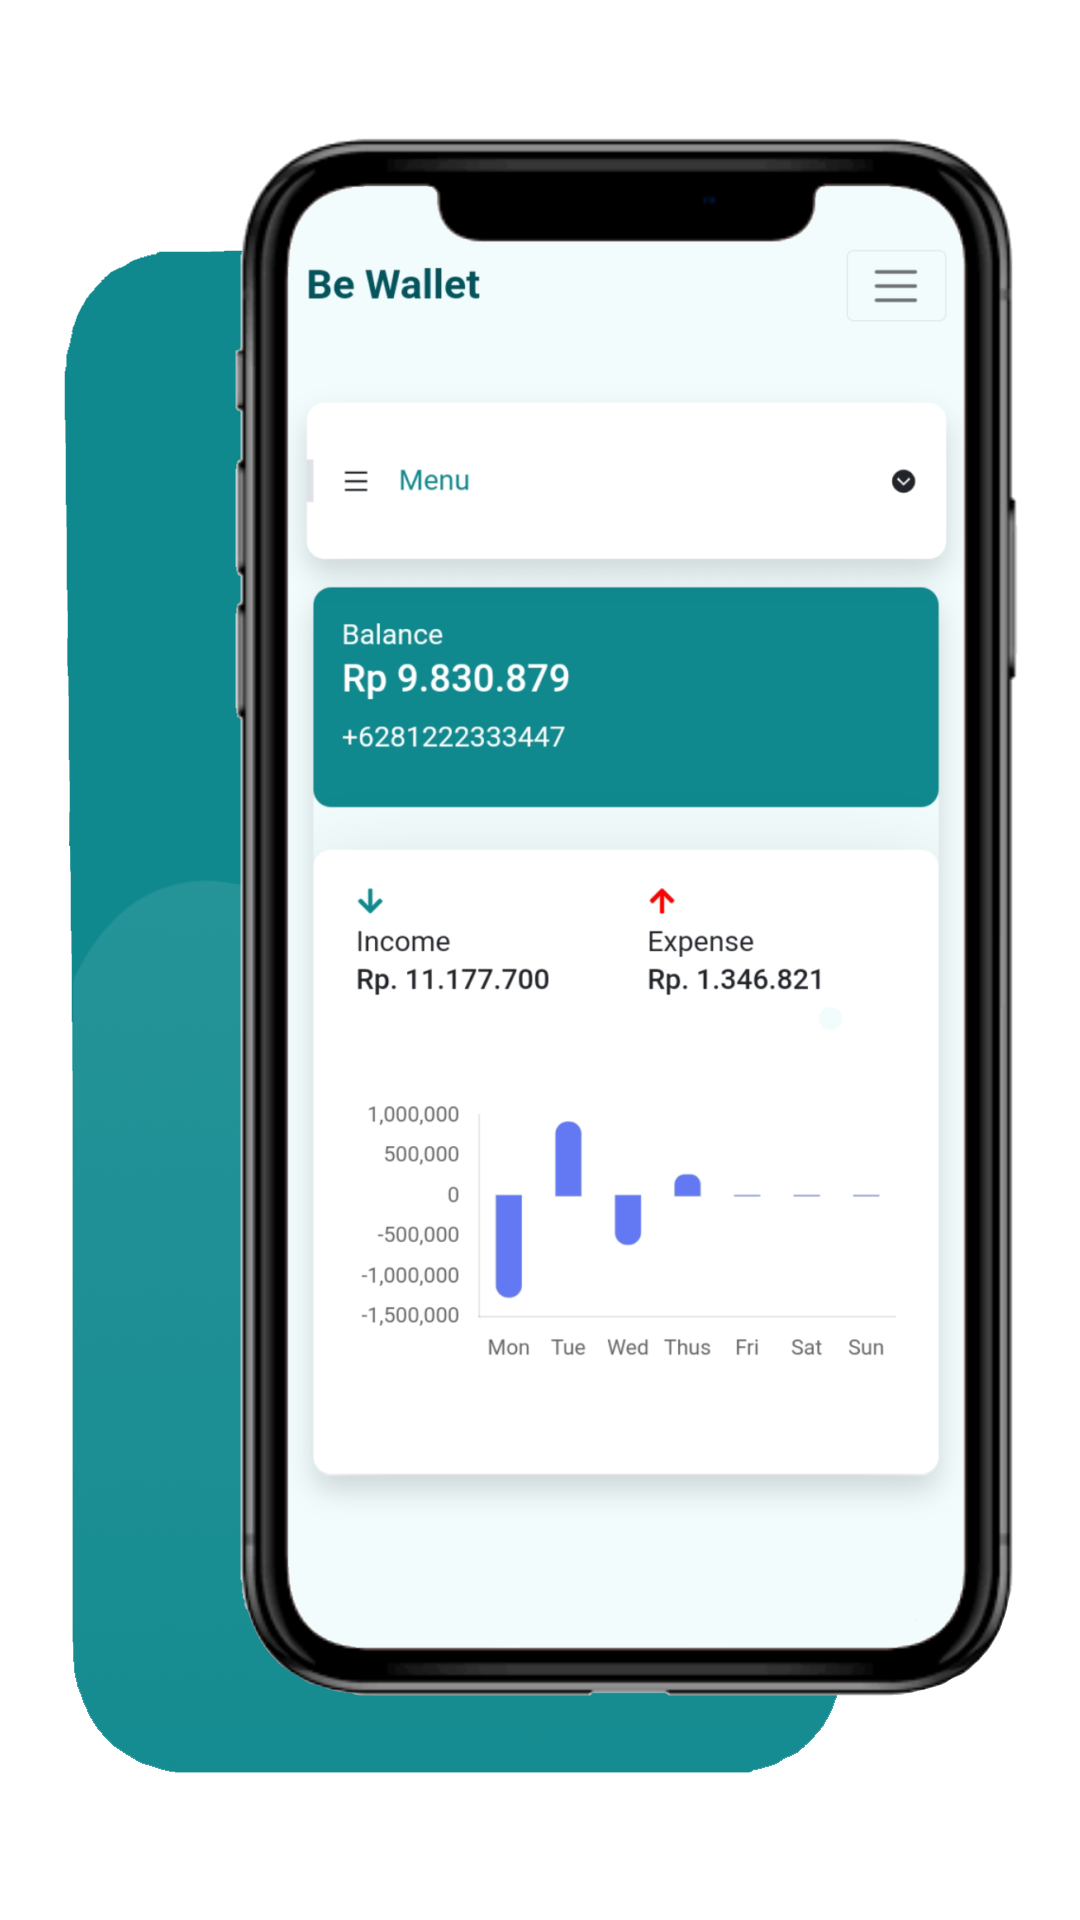 Be Wallet
Menu
Balance
Rp 9.830.879
+6281222333447
Income
Rp. 11.177.700
Expense
Rp. 1.346.821
1,000,000
500,000
0
-500,000
-1,000,000
-1,500,000
Mon Tue Wed Thus Fri Sat Sun